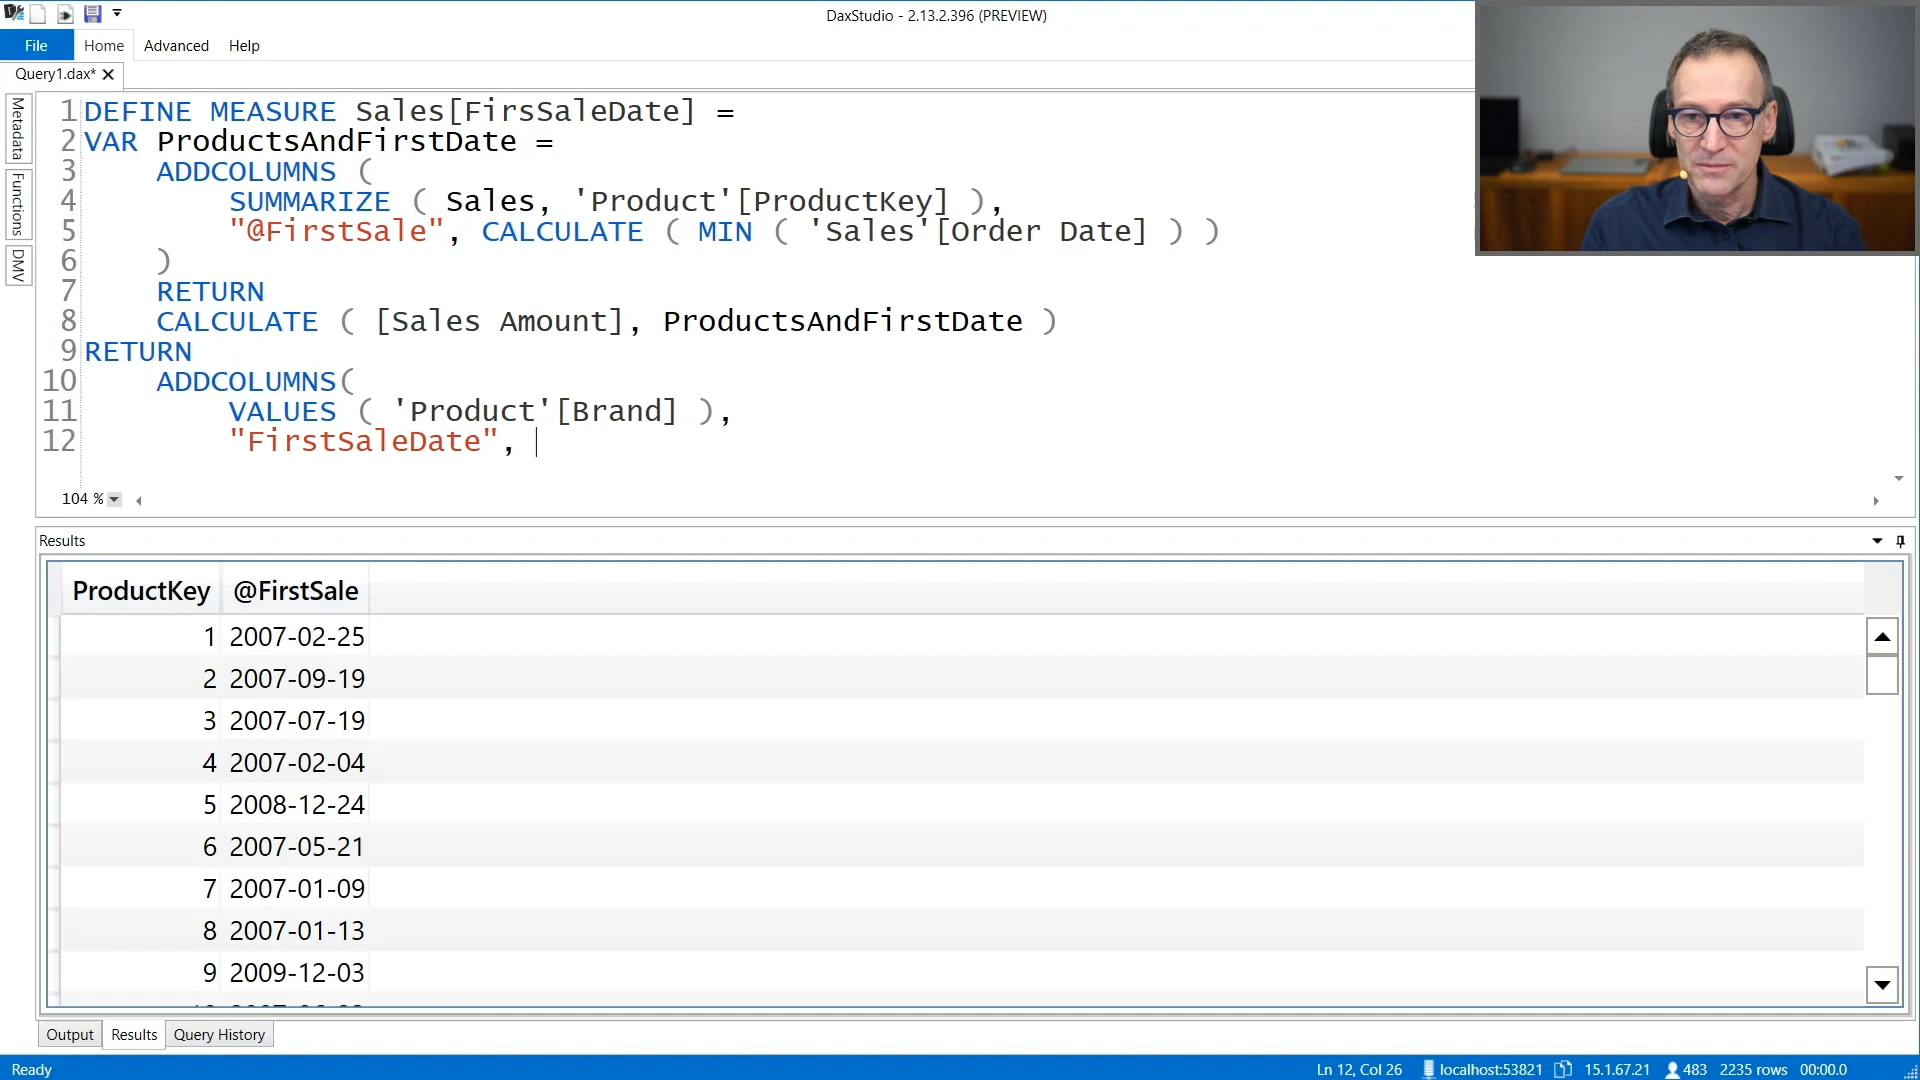 DaxStudio - 2.13.2.396 (PREVIEW)
File Home Advanced Help
Query1.dax*
Metadata
Functions
DMV
1 DEFINE MEASURE Sales[FirsSaleDate] =
2 VAR ProductsAndFirstDate =
3 ADDCOLUMNS (
4 SUMMARIZE ( Sales, 'Product'[ProductKey] ),
5 "@FirstSale", CALCULATE ( MIN ( 'Sales'[Order Date] ) )
6 )
7 RETURN
8 CALCULATE ( [Sales Amount], ProductsAndFirstDate )
9 RETURN
10 ADDCOLUMNS(
11 VALUES ( 'Product'[Brand] ),
12 "FirstSaleDate",
104 %
Results
ProductKey @FirstSale
1 2007-02-25
2 2007-09-19
3 2007-07-19
4 2007-02-04
5 2008-12-24
6 2007-05-21
7 2007-01-09
8 2007-01-13
9 2009-12-03
Output Results Query History
Ready Ln 12, Col 26 localhost:53821 15.1.67.21 483 2235 rows 00:00.0